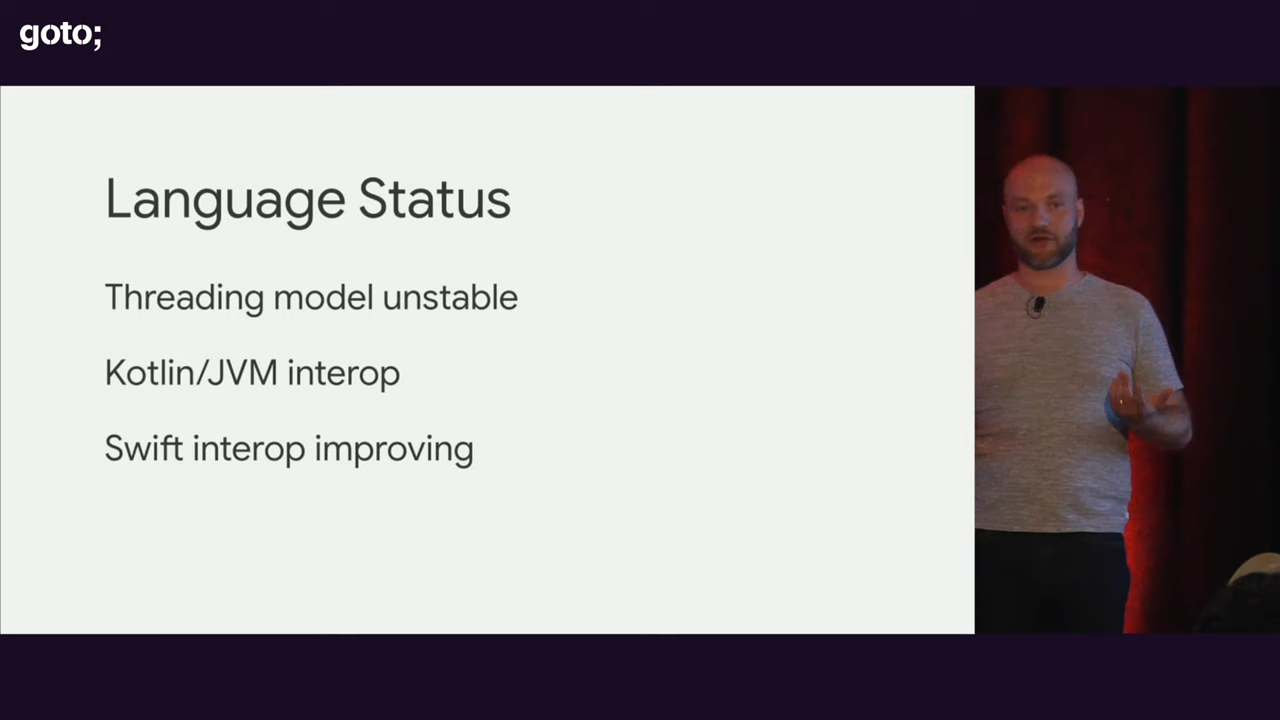 goto;
Language Status
Threading model unstable
Kotlin/JVM interop
Swift interop improving